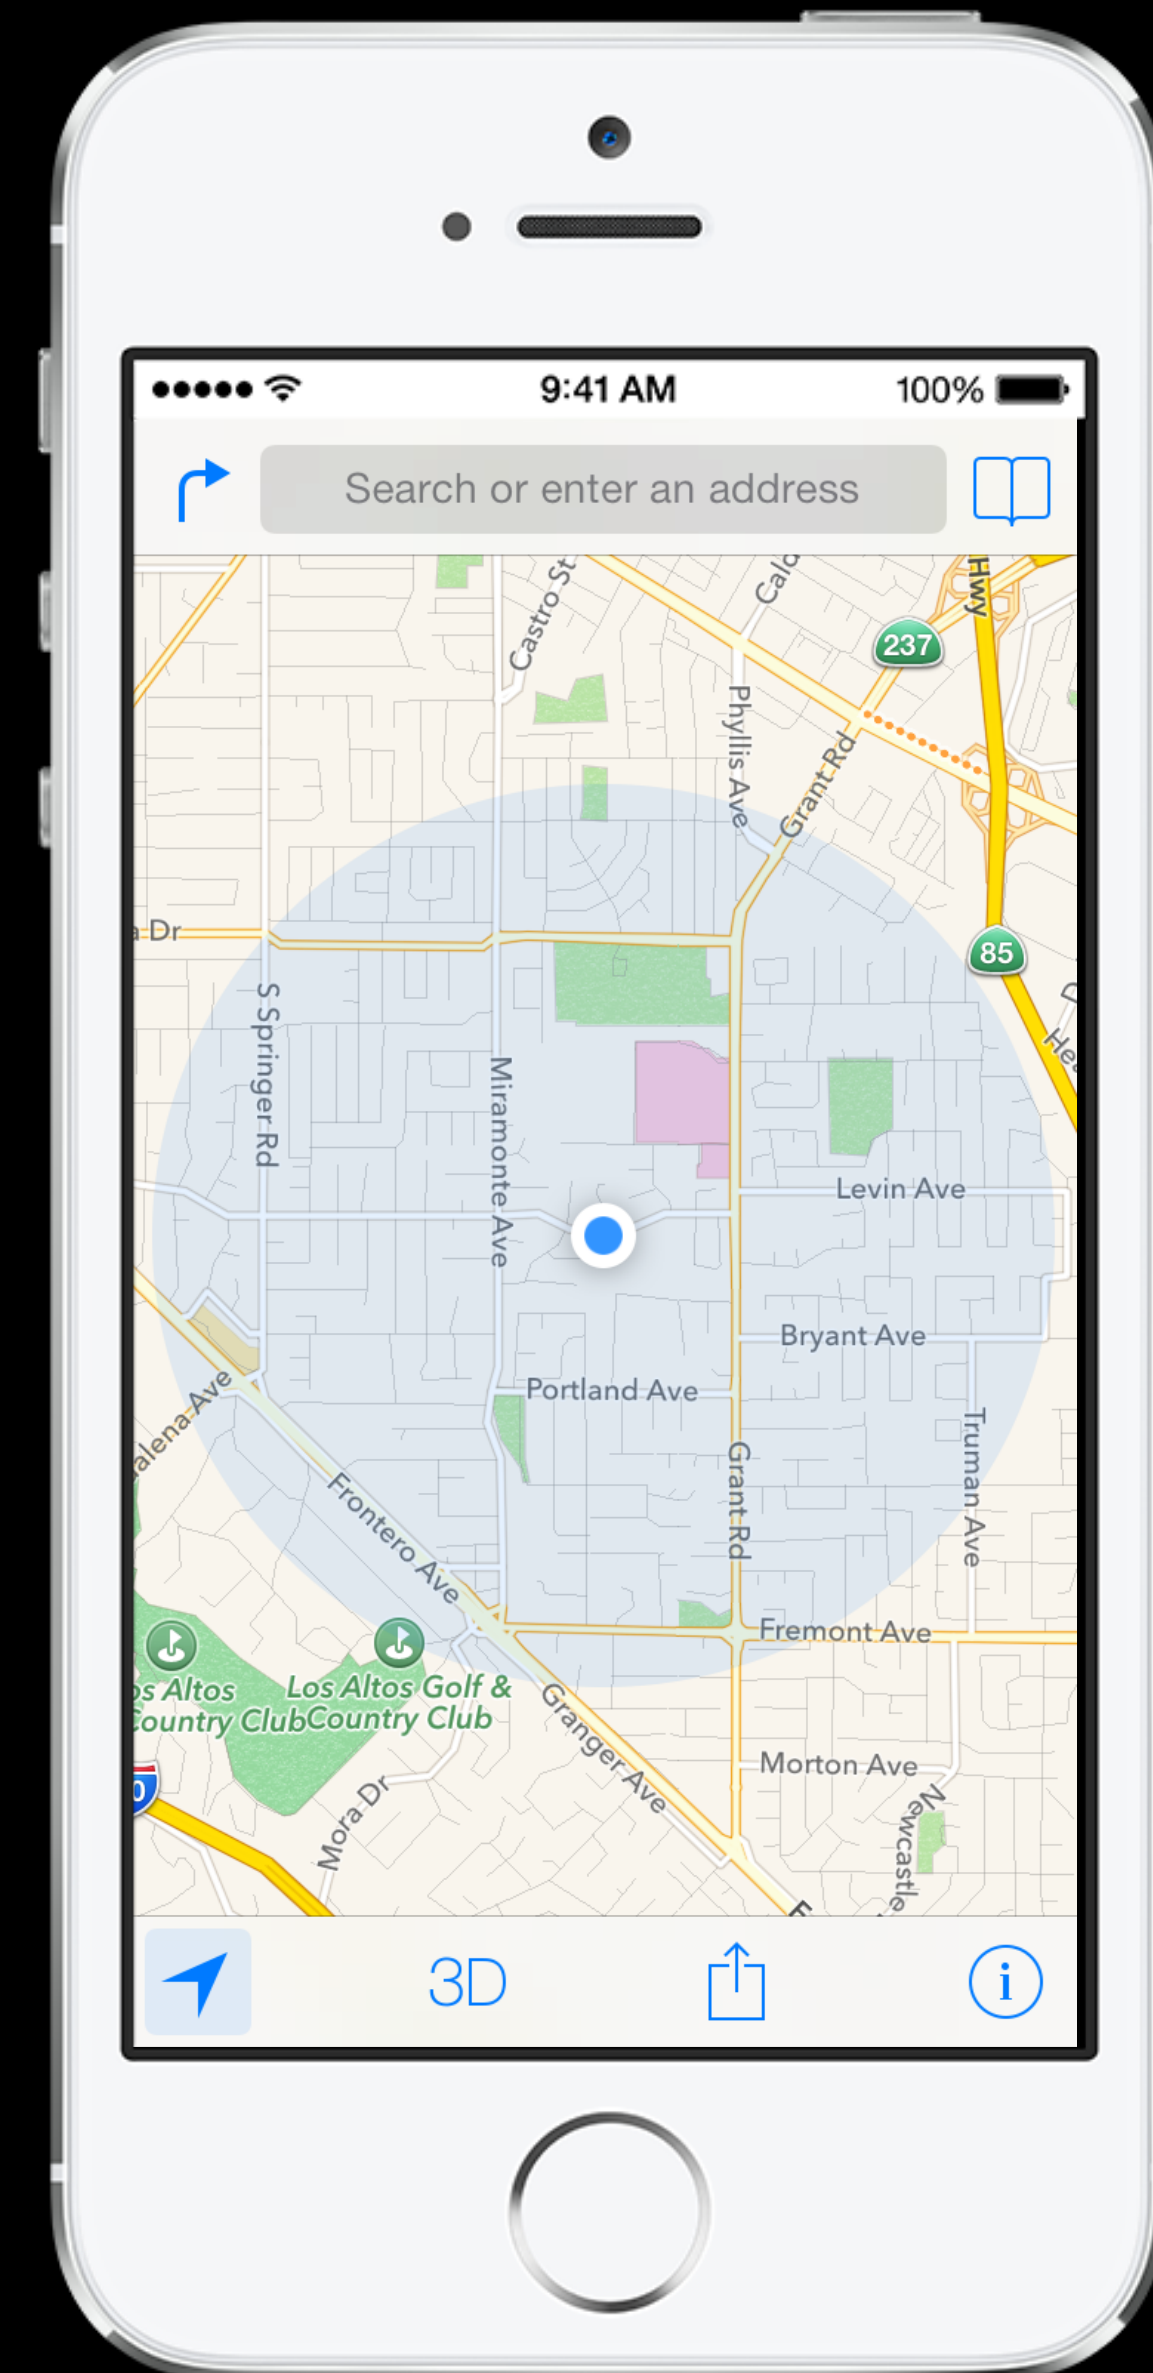 9:41 AM
100%
Search or enter an address
Castro St
Hwy
237
Phyllis Ave
Grant Rd
Dr
85
S Springer Rd
Miramonte Ave
Levin Ave
Bryant Ave
Portland Ave
Ave
Truman Ave
Grant Rd
Frontero Ave
Fremont Ave
Altos
Country Club
Los Altos Golf &
Country Club
Granger Ave
Morton Ave
Mora Dr
Newcastle
3D
i